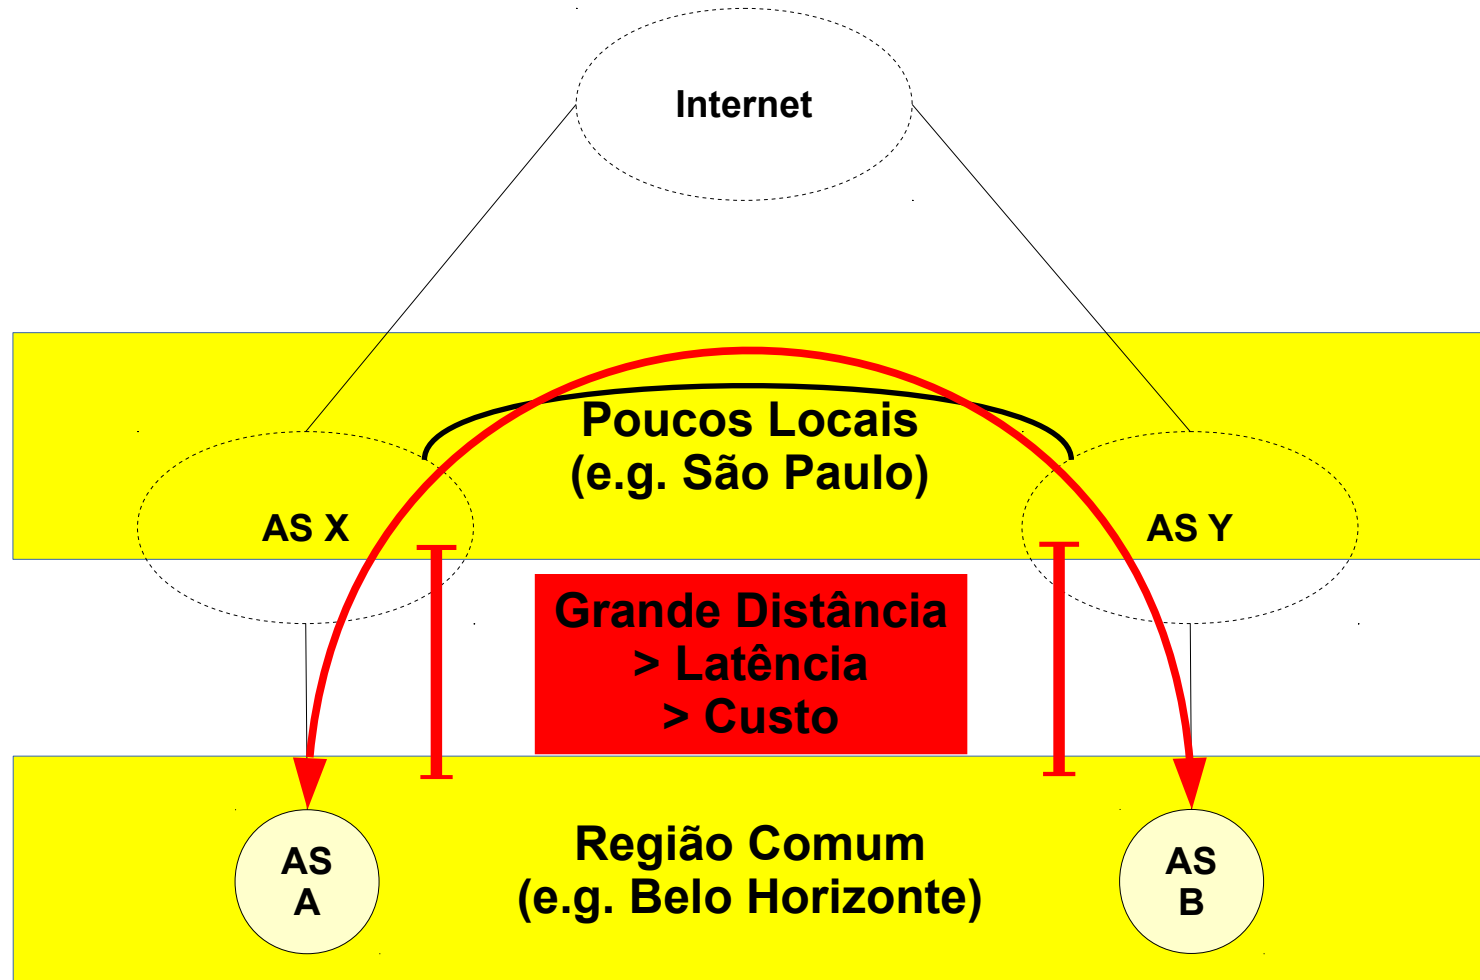 Internet
Poucos Locais
(e.g. São Paulo)
AS X
AS Y
Grande Distância
> Latência
> Custo
Região Comum
(e.g. Belo Horizonte)
AS
A
AS
B